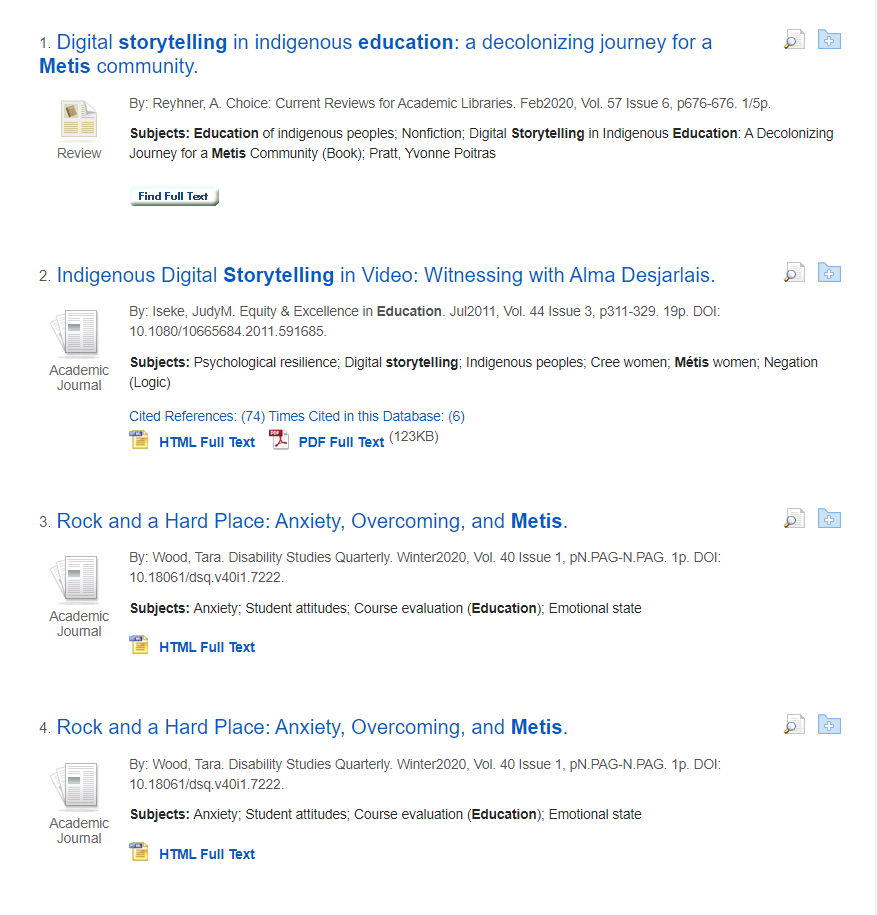 1. Digital storytelling in indigenous education: a decolonizing journey for a
Metis community.
By: Reyhner, A. Choice: Current Reviews for Academic Libraries. Feb2020, Vol. 57 Issue 6, p676-676. 1/5p.
Subjects: Education of indigenous peoples; Nonfiction; Digital Storytelling in Indigenous Education: A Decolonizing
Journey for a Metis Community (Book); Pratt, Yvonne Poitras
Review
Find Full Text
2. Indigenous Digital Storytelling in Video: Witnessing with Alma Desjarlais.
By: Iseke, JudyM. Equity & Excellence in Education. Jul2011, Vol. 44 Issue 3, p311-329. 19p. DOI:
10.1080/10665684.2011.591685.
Subjects: Psychological resilience; Digital storytelling; Indigenous peoples; Cree women; Métis women; Negation
(Logic)
Academic
Journal
Cited References: (74) Times Cited in this Database: (6)
HTML Full Text PDF Full Text (123KB)
3. Rock and a Hard Place: Anxiety, Overcoming, and Metis.
By: Wood, Tara. Disability Studies Quarterly. Winter2020, Vol. 40 Issue 1, pN.PAG-N.PAG. 1p. DOI:
10.18061/dsq.v40i1.7222.
Subjects: Anxiety; Student attitudes; Course evaluation (Education); Emotional state
Academic
Journal
HTML Full Text
4. Rock and a Hard Place: Anxiety, Overcoming, and Metis.
By: Wood, Tara. Disability Studies Quarterly. Winter2020, Vol. 40 Issue 1, pN.PAG-N.PAG. 1p. DOI:
10.18061/dsq.v40i1.7222.
Subjects: Anxiety; Student attitudes; Course evaluation (Education); Emotional state
Academic
Journal
HTML Full Text